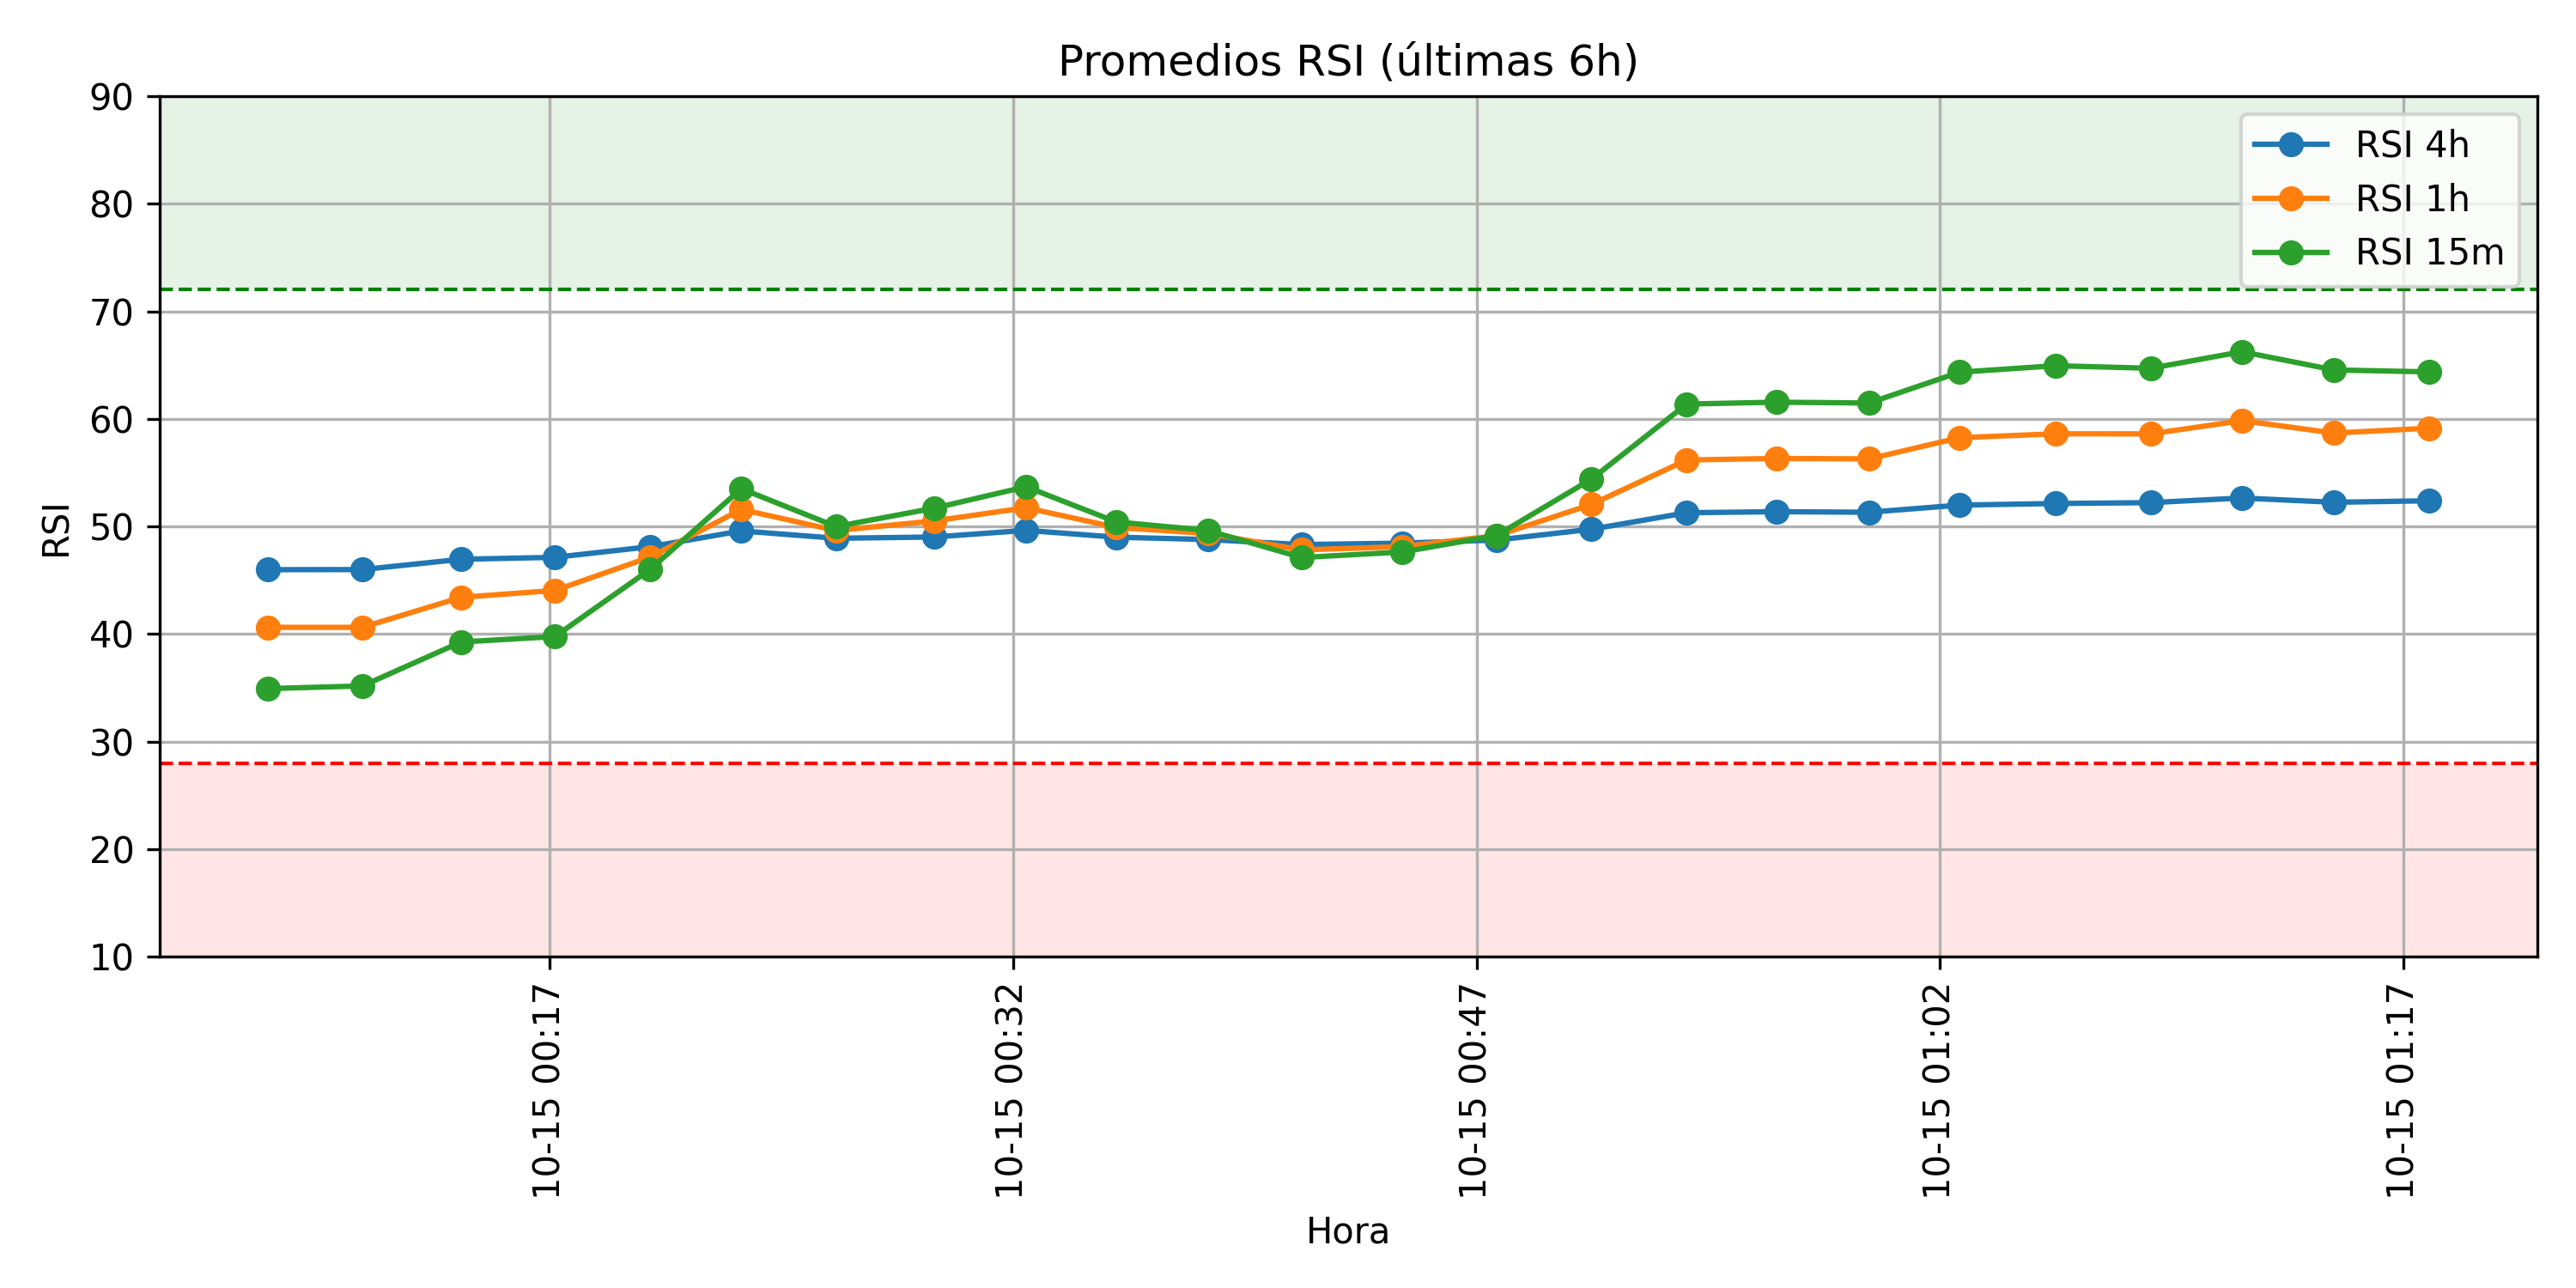 Promedios RSI (últimas 6h)
90
80
70
60
50
40
30
20
10
RSI
RSI 4h
RSI 1h
RSI 15m
10-15 00:17
10-15 00:32
10-15 00:47
10-15 01:02
10-15 01:17
Hora